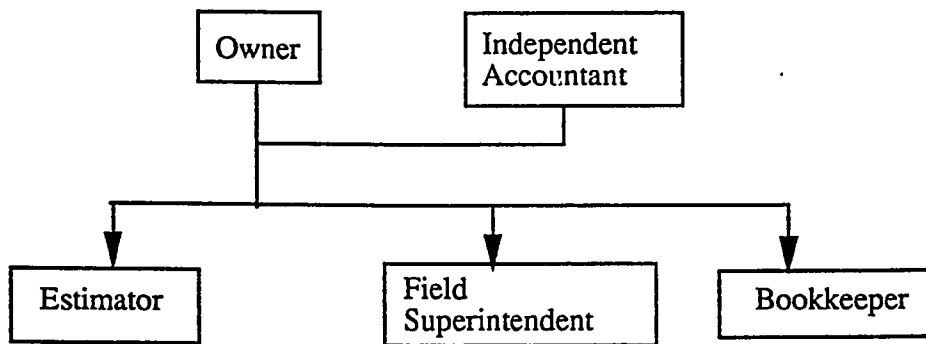 Owner
Independent
Accountant
Estimator
Field
Superintendent
Bookkeeper